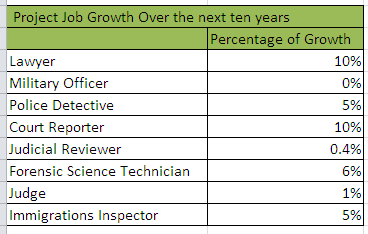 Project Job Growth Over the next ten years
Percentage of Growth
Lawyer 10%
Military Officer 0%
Police Detective 5%
Court Reporter 10%
Judicial Reviewer 0.4%
Forensic Science Technician 6%
Judge 1%
Immigrations Inspector 5%